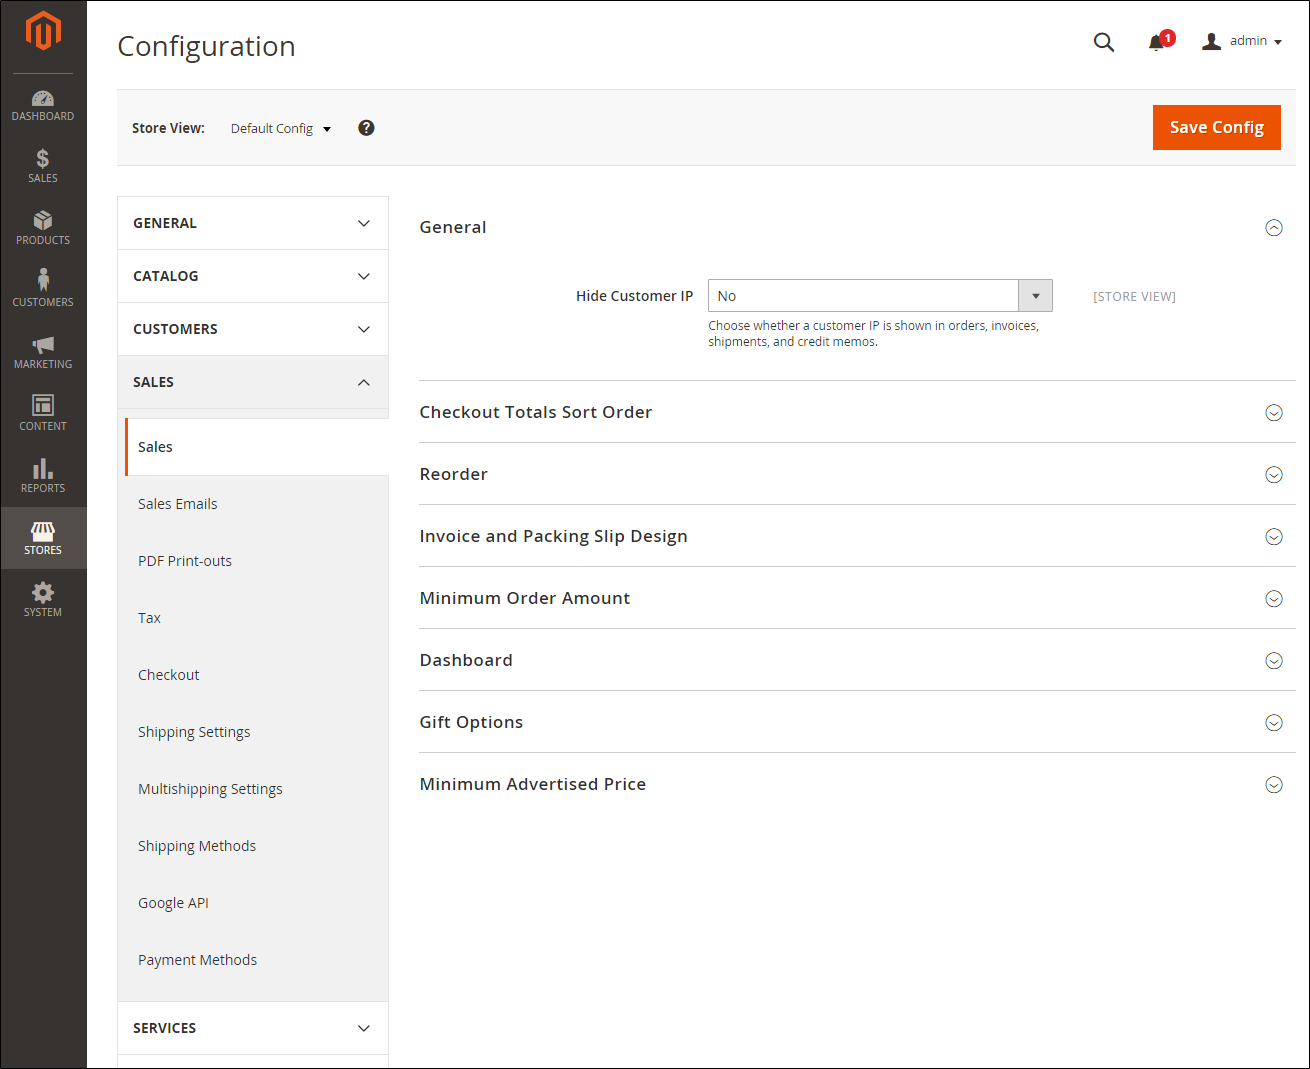 Configuration
1
admin
DASHBOARD
SALES
PRODUCTS
CUSTOMERS
MARKETING
CONTENT
REPORTS
STORES
SYSTEM
Store View: Default Config ?
Save Config
GENERAL
CATALOG
CUSTOMERS
SALES
Sales
Sales Emails
PDF Print-outs
Tax
Checkout
Shipping Settings
Multishipping Settings
Shipping Methods
Google API
Payment Methods
SERVICES
General
Hide Customer IP No [STORE VIEW]
Choose whether a customer IP is shown in orders, invoices,
shipments, and credit memos.
Checkout Totals Sort Order
Reorder
Invoice and Packing Slip Design
Minimum Order Amount
Dashboard
Gift Options
Minimum Advertised Price